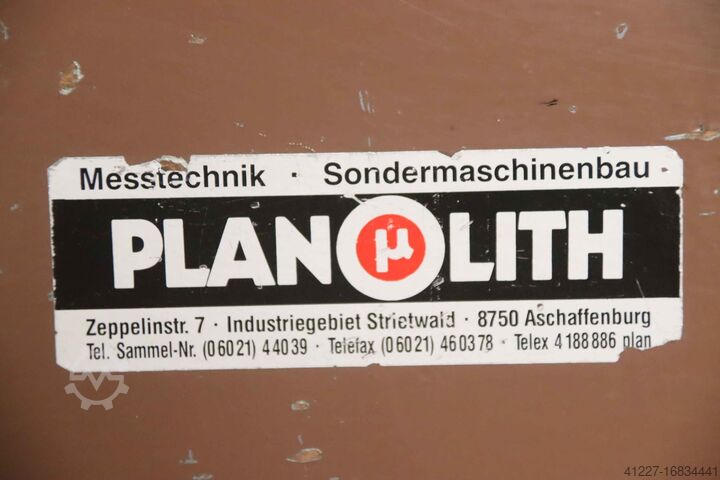 Messtechnik · Sondermaschinenbau
PLANµLITH
Zeppelinstr. 7 · Industriegebiet Strietwald · 8750 Aschaffenburg
Tel. Sammel-Nr. (06021) 44039 · Telefax (06021) 460378 · Telex 4188886 plan
41227-16834441